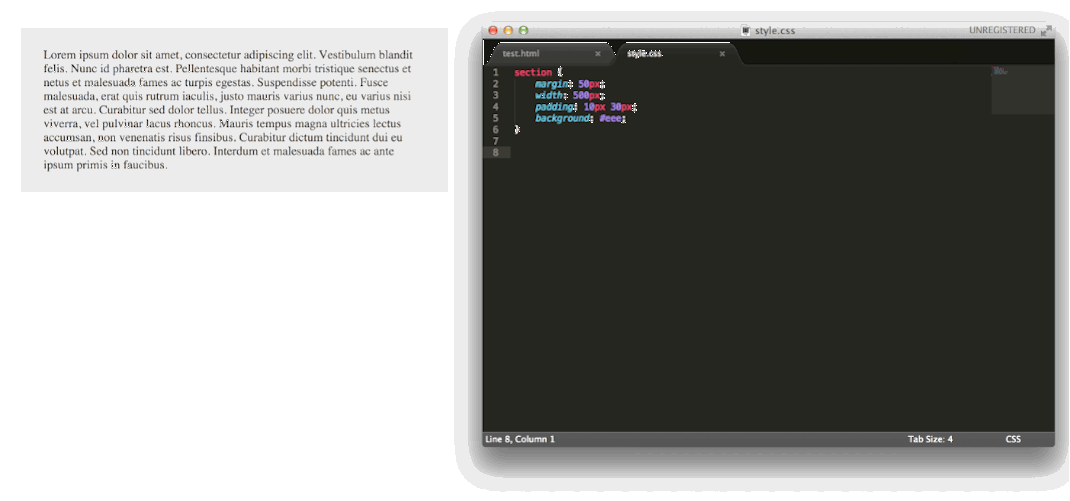 Lorem ipsum dolor sit amet, consectetur adipiscing elit. Vestibulum blandit
felis. Nunc id pharetra est. Pellentesque habitant morbi tristique senectus et
netus et malesuada fames ac turpis egestas. Suspendisse potenti. Fusce
malesuada, erat quis rutrum iaculis, justo mauris varius nunc, eu varius nisi
est at arcu. Curabitur sed dolor tellus. Integer posuere dolor quis metus
viverra, vel pulvinar lacus rhoncus. Mauris tempus magna ultricies lectus
accumsan, non venenatis risus finsibus. Curabitur dictum tincidunt dui eu
volutpat. Sed non tincidunt libero. Interdum et malesuada fames ac ante
ipsum primis in faucibus.
style.css
UNREGISTERED
test.html
style.css
1 section {
2 margin: 50px;
3 width: 500px;
4 padding: 10px 30px;
5 background: #eee;
6 }
7
8
Line 8, Column 1
Tab Size: 4
CSS